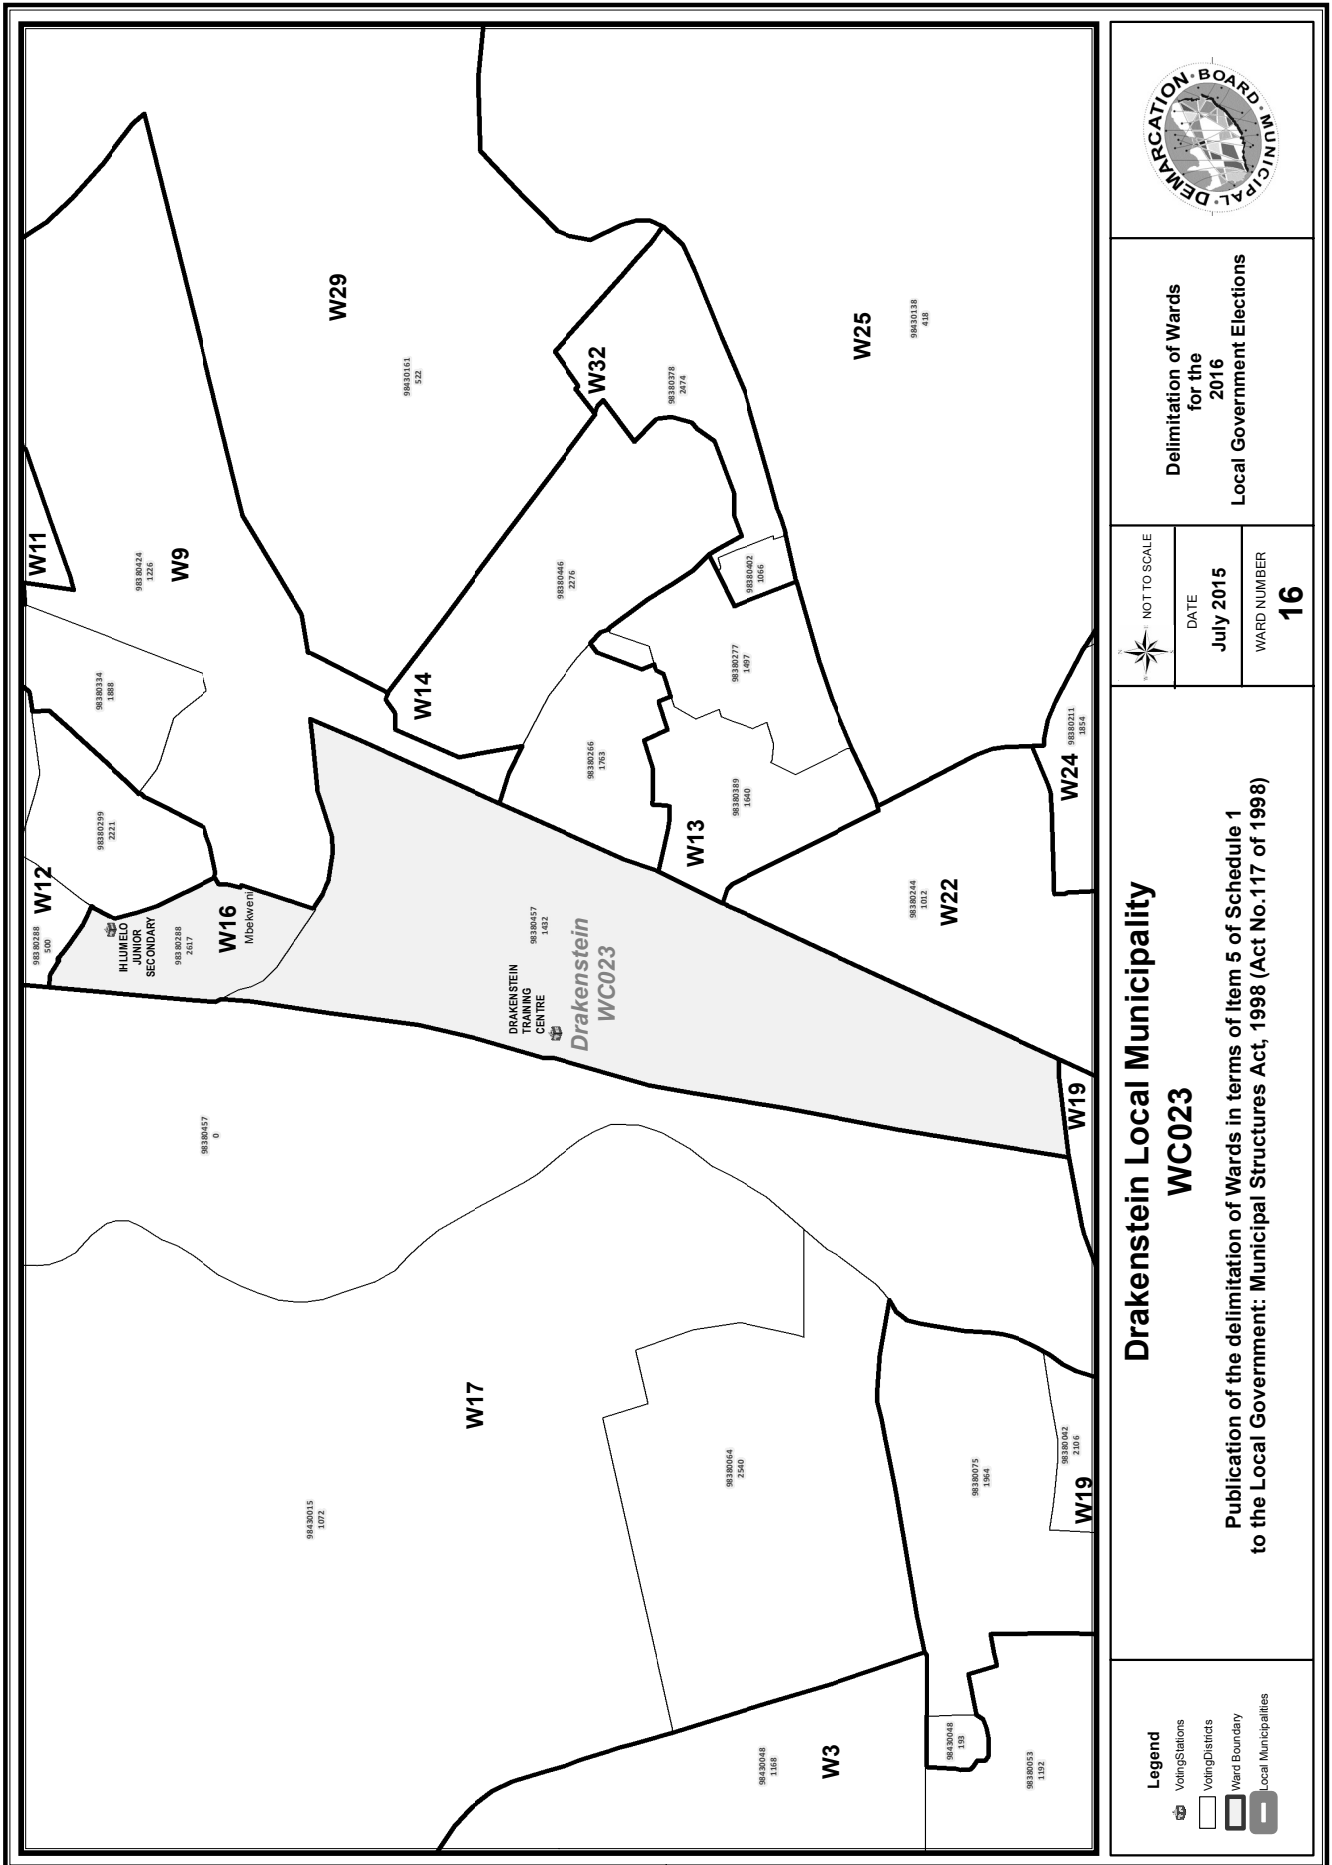 W3
98430048
1168
98430048
193
98380053
1192
W17
98430015
1072
98380064
2540
98380075
1964
98380042
2106
W19
98380457
0
W19
W12
98380288
500
IHLUMELO
JUNIOR
SECONDARY
98380288
2617
W16
Mbekweni
DRAKENSTEIN
TRAINING
CENTRE
98380457
1432
Drakenstein
WC023
98380299
2221
98380334
1888
W11
98380424
1226
W9
W29
98430161
522
W14
98380446
2276
W32
98380378
2474
98380266
1763
98380277
1497
98380402
1066
98380389
1640
W13
W25
98430138
418
98380244
1012
W22
W24
98380211
1854
Legend
VotingStations
VotingDistricts
Ward Boundary
Local Municipalities
Drakenstein Local Municipality
WC023
Publication of the delimitation of Wards in terms of Item 5 of Schedule 1
to the Local Government: Municipal Structures Act, 1998 (Act No.117 of 1998)
N
W
E
S
NOT TO SCALE
DATE
July 2015
WARD NUMBER
16
Delimitation of Wards
for the
2016
Local Government Elections
MUNICIPAL · DEMARCATION · BOARD ·